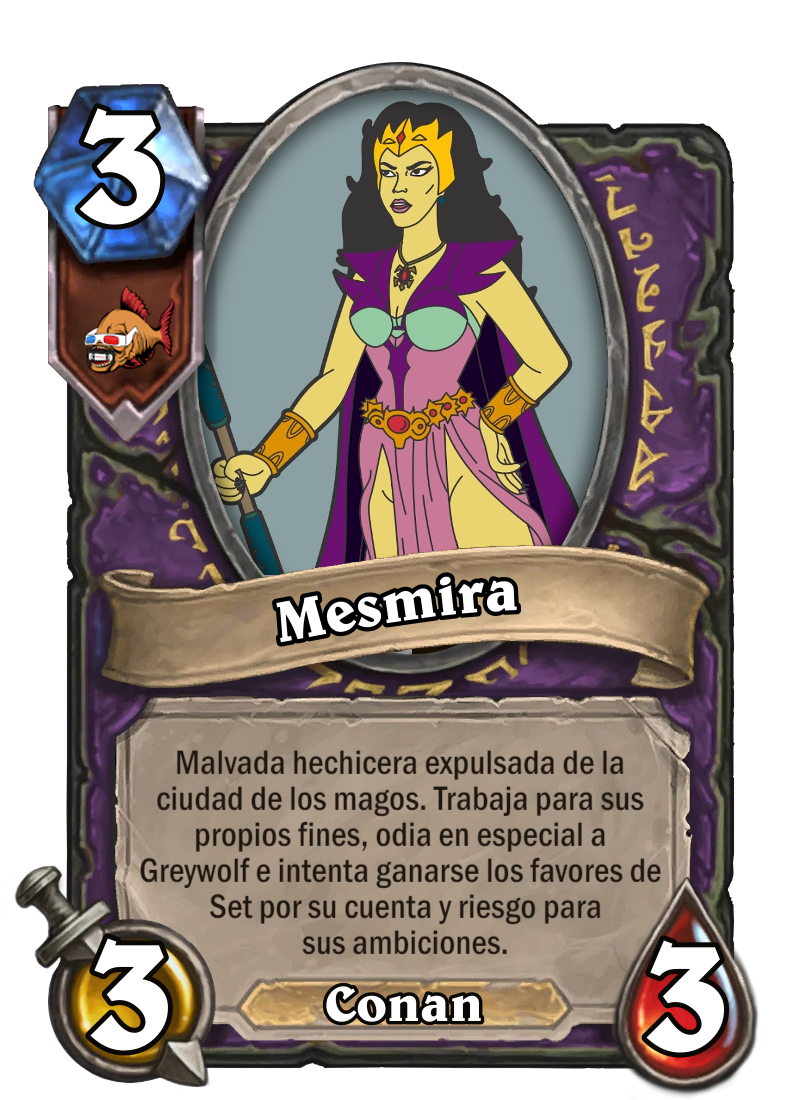 3
Mesmira
Malvada hechicera expulsada de la
ciudad de los magos. Trabaja para sus
propios fines, odia en especial a
Greywolf e intenta ganarse los favores de
Set por su cuenta y riesgo para
sus ambiciones.
3
Conan
3